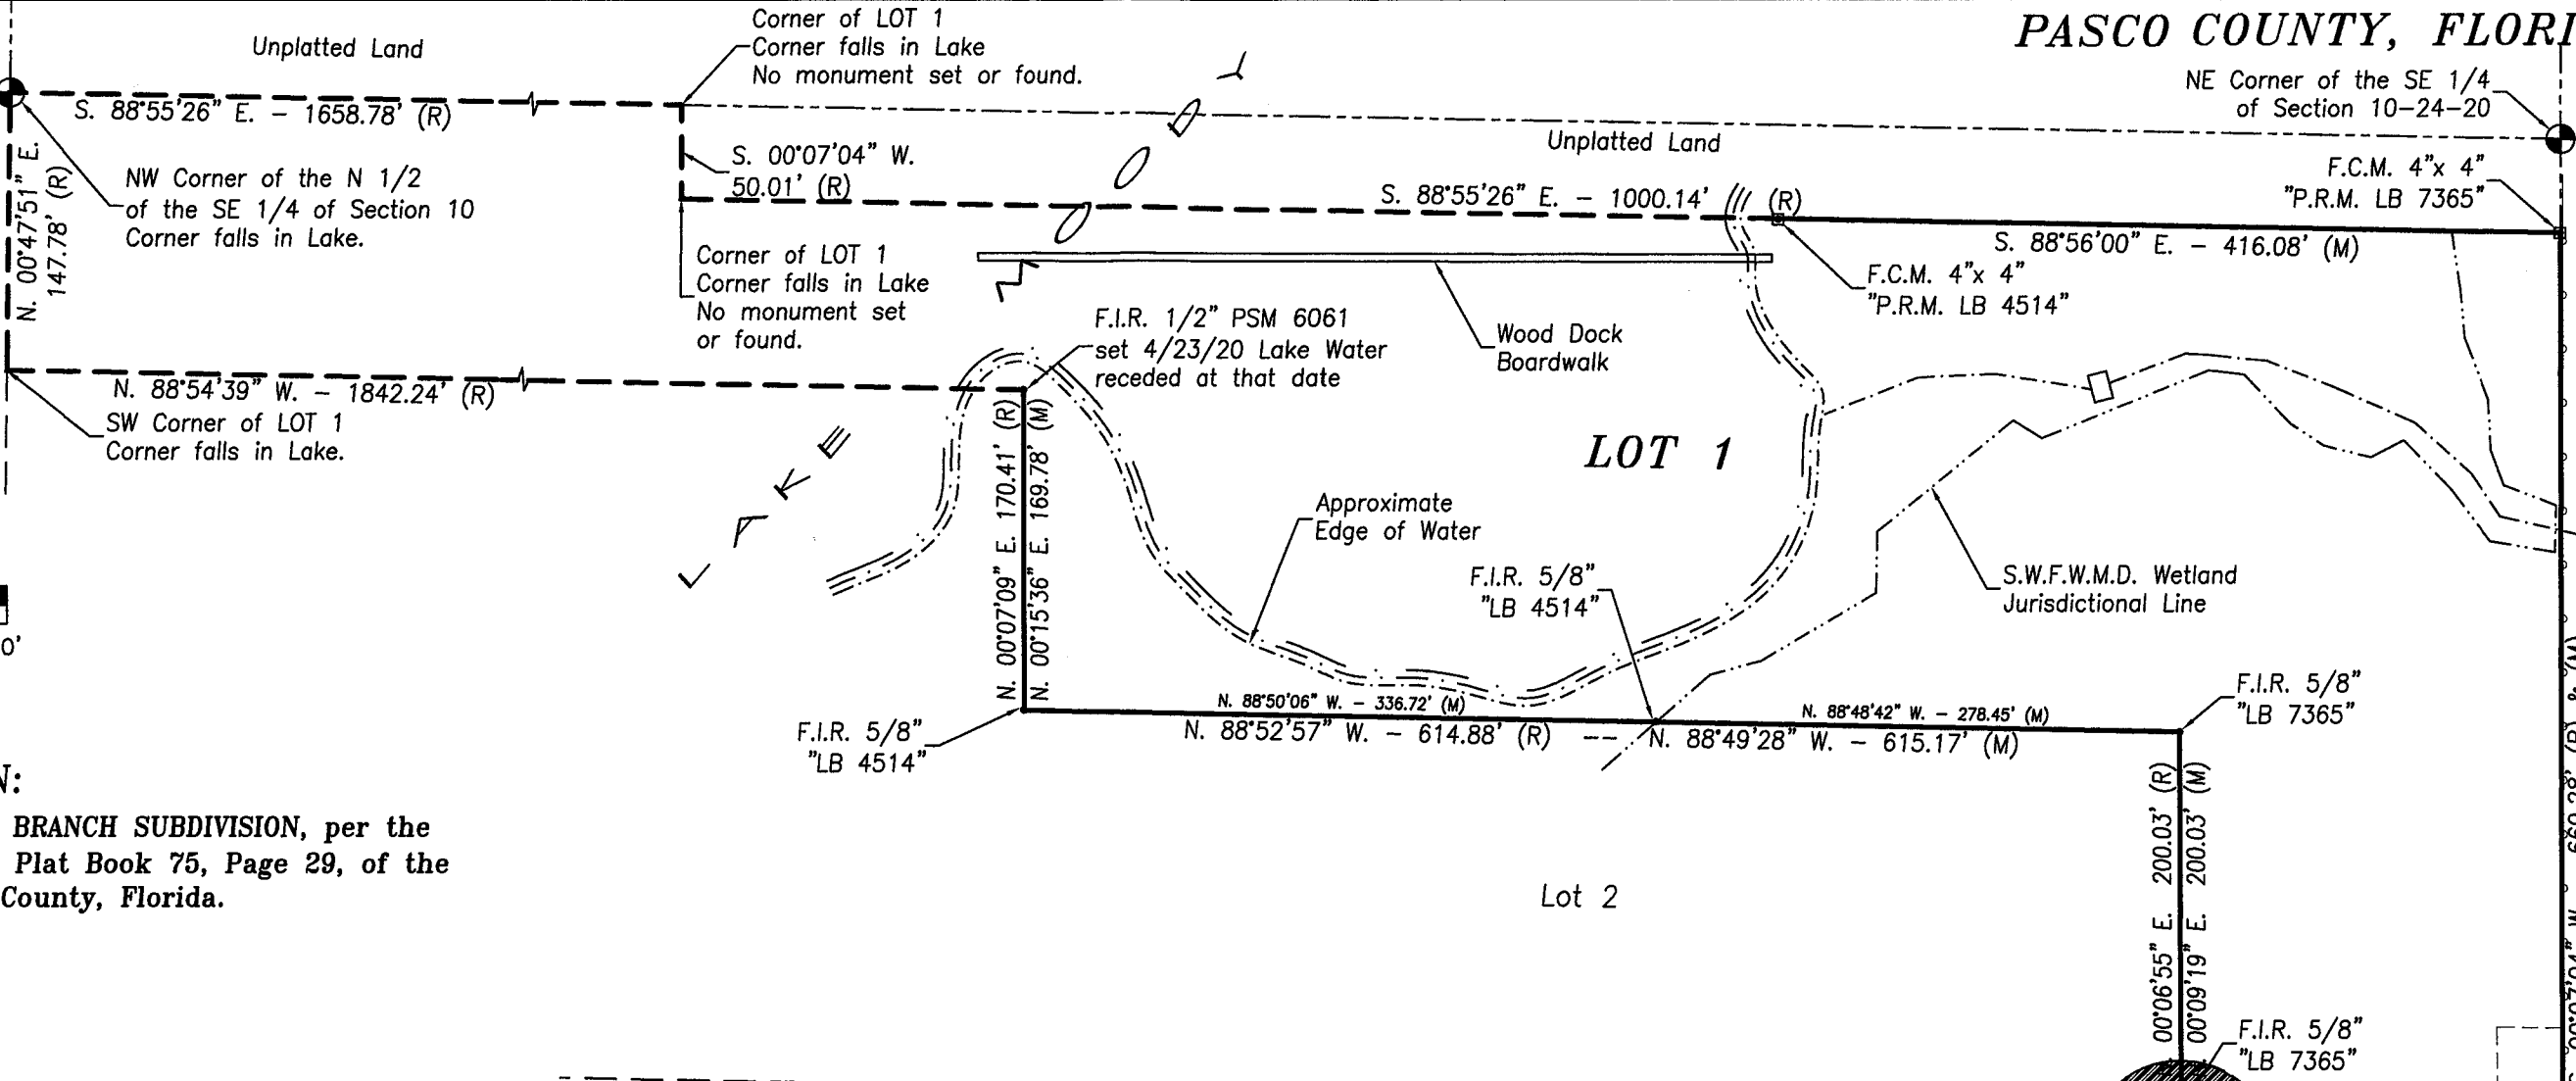 PASCO COUNTY, FLORI
Unplatted Land
Corner of LOT 1
Corner falls in Lake
No monument set or found.
NE Corner of the SE 1/4
of Section 10-24-20
S. 88°55'26" E. - 1658.78' (R)
Unplatted Land
N. 00°47'51" E.
147.78' (R)
NW Corner of the N 1/2
of the SE 1/4 of Section 10
Corner falls in Lake.
S. 00°07'04" W.
50.01' (R)
S. 88°55'26" E. - 1000.14' (R)
F.C.M. 4"x 4"
"P.R.M. LB 7365"
S. 88°56'00" E. - 416.08' (M)
Corner of LOT 1
Corner falls in Lake
No monument set
or found.
F.C.M. 4"x 4"
"P.R.M. LB 4514"
F.I.R. 1/2" PSM 6061
set 4/23/20 Lake Water
receded at that date
Wood Dock
Boardwalk
N. 88°54'39" W. - 1842.24' (R)
SW Corner of LOT 1
Corner falls in Lake.
LOT 1
N. 00°07'09" E. 170.41' (R)
N. 00°15'36" E. 169.78' (M)
Approximate
Edge of Water
F.I.R. 5/8"
"LB 4514"
S.W.F.W.M.D. Wetland
Jurisdictional Line
0'
F.I.R. 5/8"
"LB 7365"
N. 88°50'06" W. - 336.72' (M)
N. 88°48'42" W. - 278.45' (M)
N. 88°52'57" W. - 614.88' (R) -- N. 88°49'28" W. - 615.17' (M)
F.I.R. 5/8"
"LB 4514"
N:
BRANCH SUBDIVISION, per the
Plat Book 75, Page 29, of the
County, Florida.
Lot 2
00°06'55" E. 200.03' (R)
00°09'19" E. 200.03' (M)
00°07'04" W. 660.28' (R) & (M)
F.I.R. 5/8"
"LB 7365"